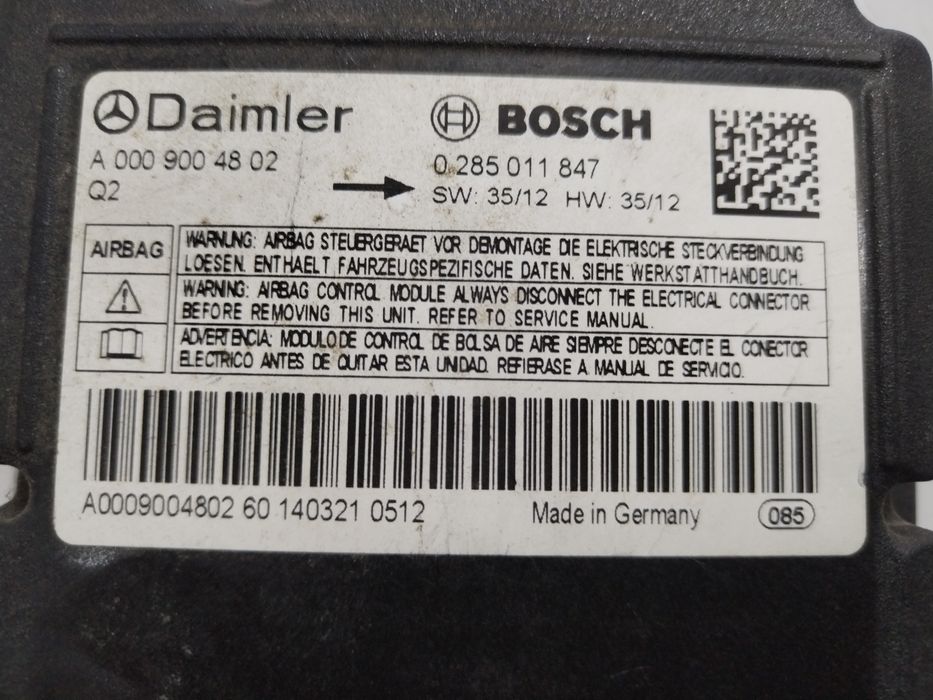 Daimler
BOSCH
A 000 900 48 02
0 285 011 847
Q2
SW: 35/12 HW: 35/12
AIRBAG
WARNUNG: AIRBAG STEUERGERAET VOR DEMONTAGE DIE ELEKTRISCHE STECKVERBINDUNG
LOESEN. ENTHAELT FAHRZEUGSPEZIFISCHE DATEN. SIEHE WERKSTATTHANDBUCH.
WARNING: AIRBAG CONTROL MODULE ALWAYS DISCONNECT THE ELECTRICAL CONNECTOR
BEFORE REMOVING THIS UNIT. REFER TO SERVICE MANUAL.
ADVERTENCIA: MODULO DE CONTROL DE BOLSA DE AIRE SIEMPRE DESCONECTE EL CONECTOR
ELECTRICO ANTES DE QUITAR ESTA UNIDAD. REFIERASE A MANUAL DE SERVICIO.
A0009004802 60 140321 0512
Made in Germany
085